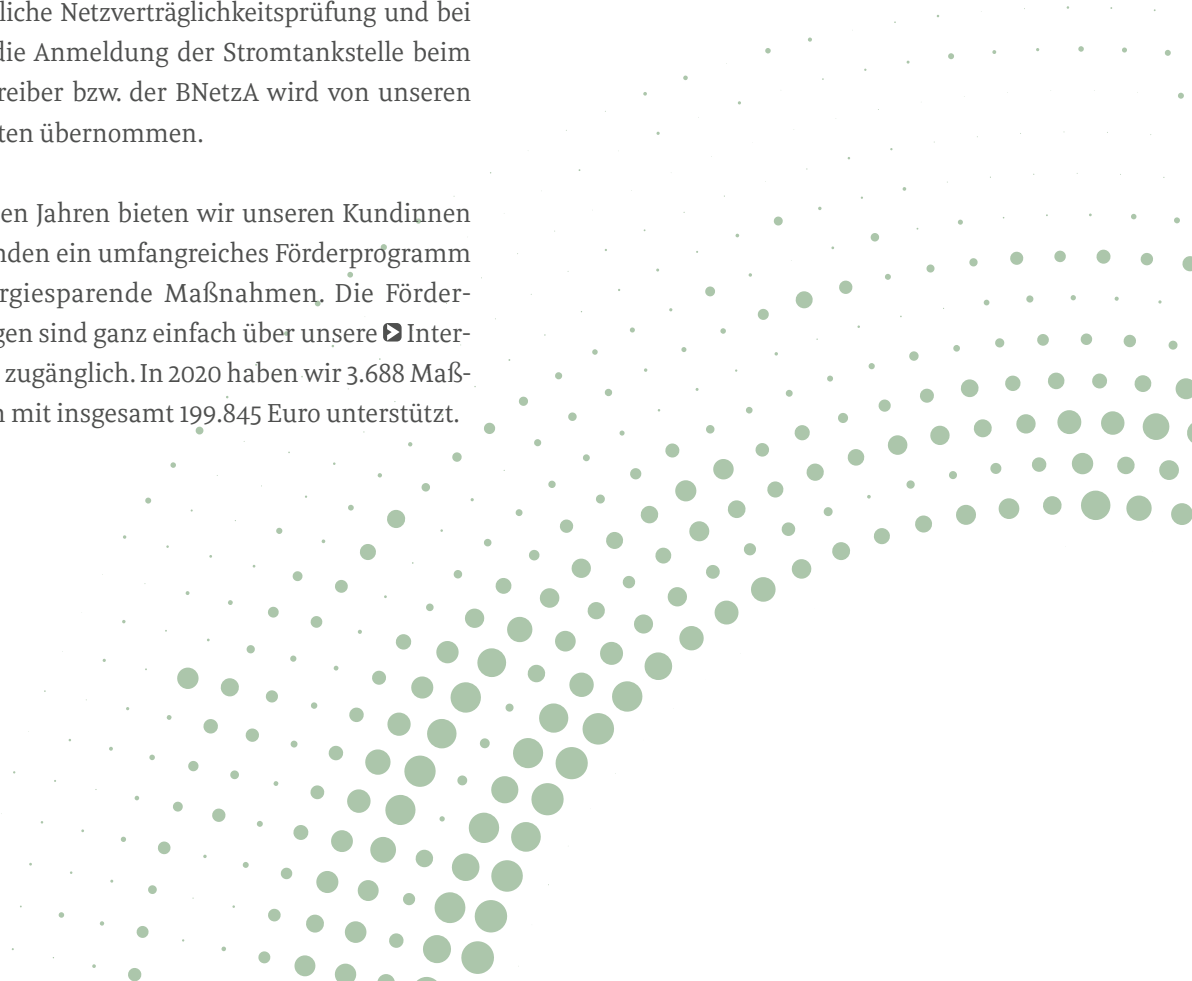 liche Netzverträglichkeitsprüfung und bei
die Anmeldung der Stromtankstelle beim
reiber bzw. der BNetzA wird von unseren
ten übernommen.
en Jahren bieten wir unseren Kundinnen
nden ein umfangreiches Förderprogramm
rgiesparende Maßnahmen. Die Förder-
gen sind ganz einfach über unsere Inter-
zugänglich. In 2020 haben wir 3.688 Maß-
n mit insgesamt 199.845 Euro unterstützt.